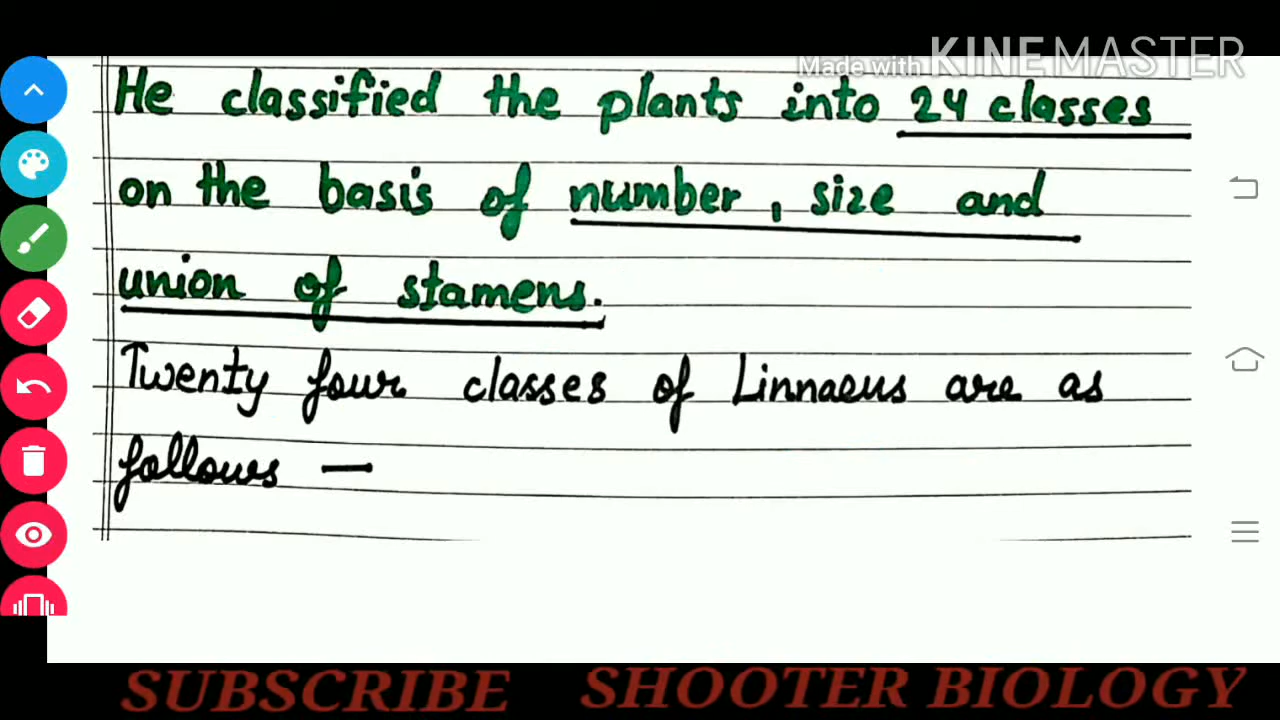 Made with KINEMASTER
He classified the plants into 24 classes
on the basis of number, size and
union of stamens.
Twenty four classes of Linnaeus are as
follows —
SUBSCRIBE SHOOTER BIOLOGY